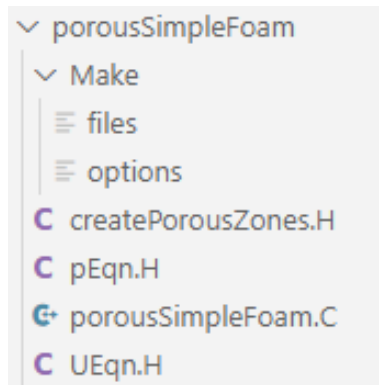 porousSimpleFoam
Make
files
options
C createPorousZones.H
C pEqn.H
C+ porousSimpleFoam.C
C UEqn.H